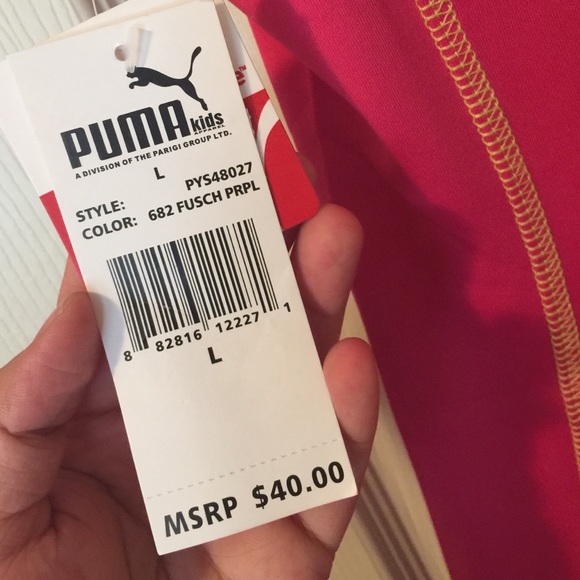 PUMA kids
APPAREL
A DIVISION OF THE PARIGI GROUP LTD.
L
STYLE: PYS48027
COLOR: 682 FUSCH PRPL
8 82816 12227 1
L
MSRP $40.00